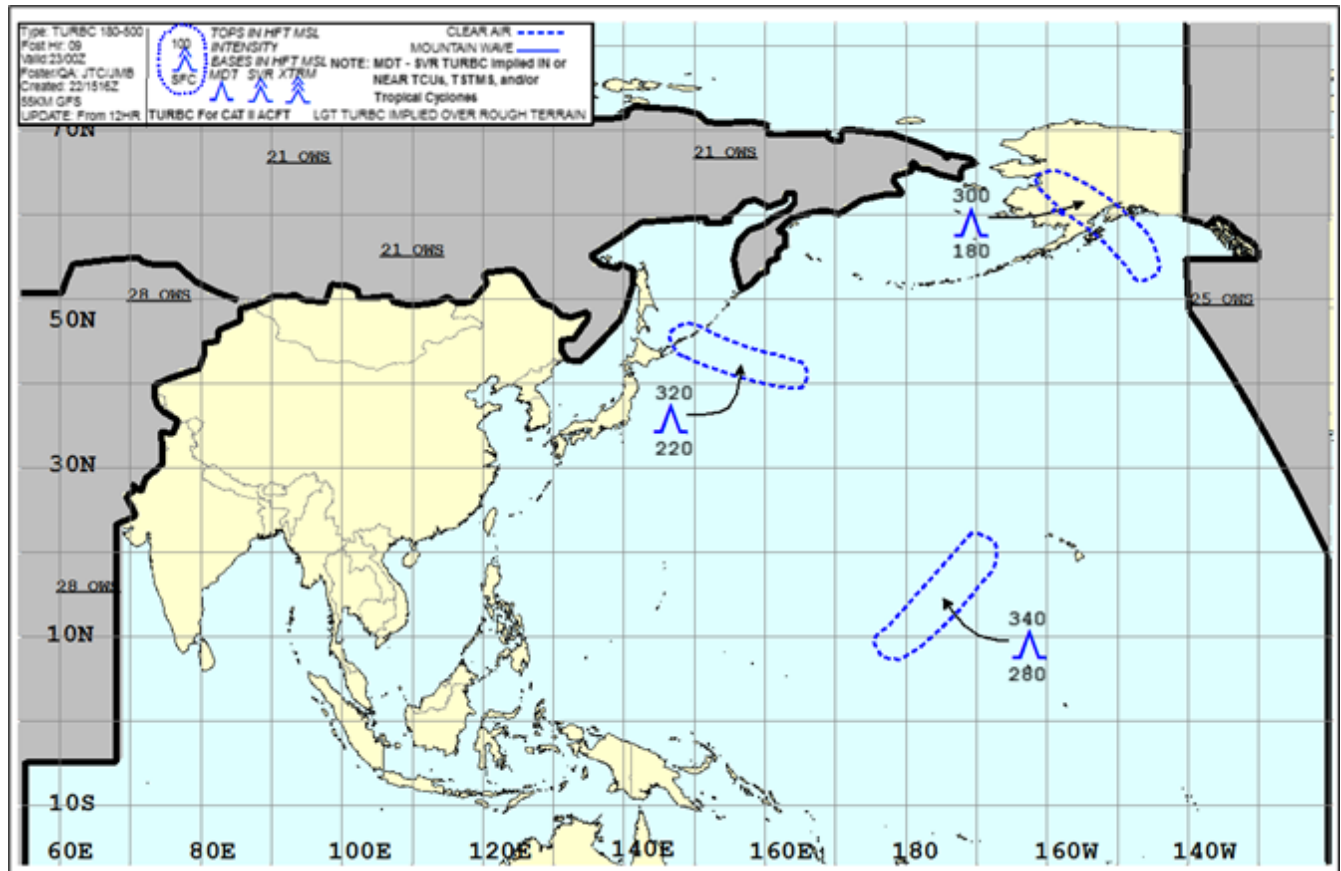 Type: TURBC 180-500
Fcst Hr: 09
Valid:23/00Z
Foster/QA: JTC/JMB
Created: 22/1516Z
55KM GFS
UPDATE: From 12HR
100
SFC
TOPS IN HFT MSL
INTENSITY
BASES IN HFT MSL
MDT SVR XTRM
TURBC For CAT II ACFT
CLEAR AIR
MOUNTAIN WAVE
NOTE: MDT - SVR TURBC Implied IN or
NEAR TCUs, TSTMS, and/or
Tropical Cyclones
LGT TURBC IMPLIED OVER ROUGH TERRAIN
70N
21 OWS
21 OWS
300
180
21 OWS
28 OWS
25 OWS
50N
320
220
30N
28 OWS
10N
340
280
10S
60E 80E 100E 120E 140E 160E 180 160W 140W